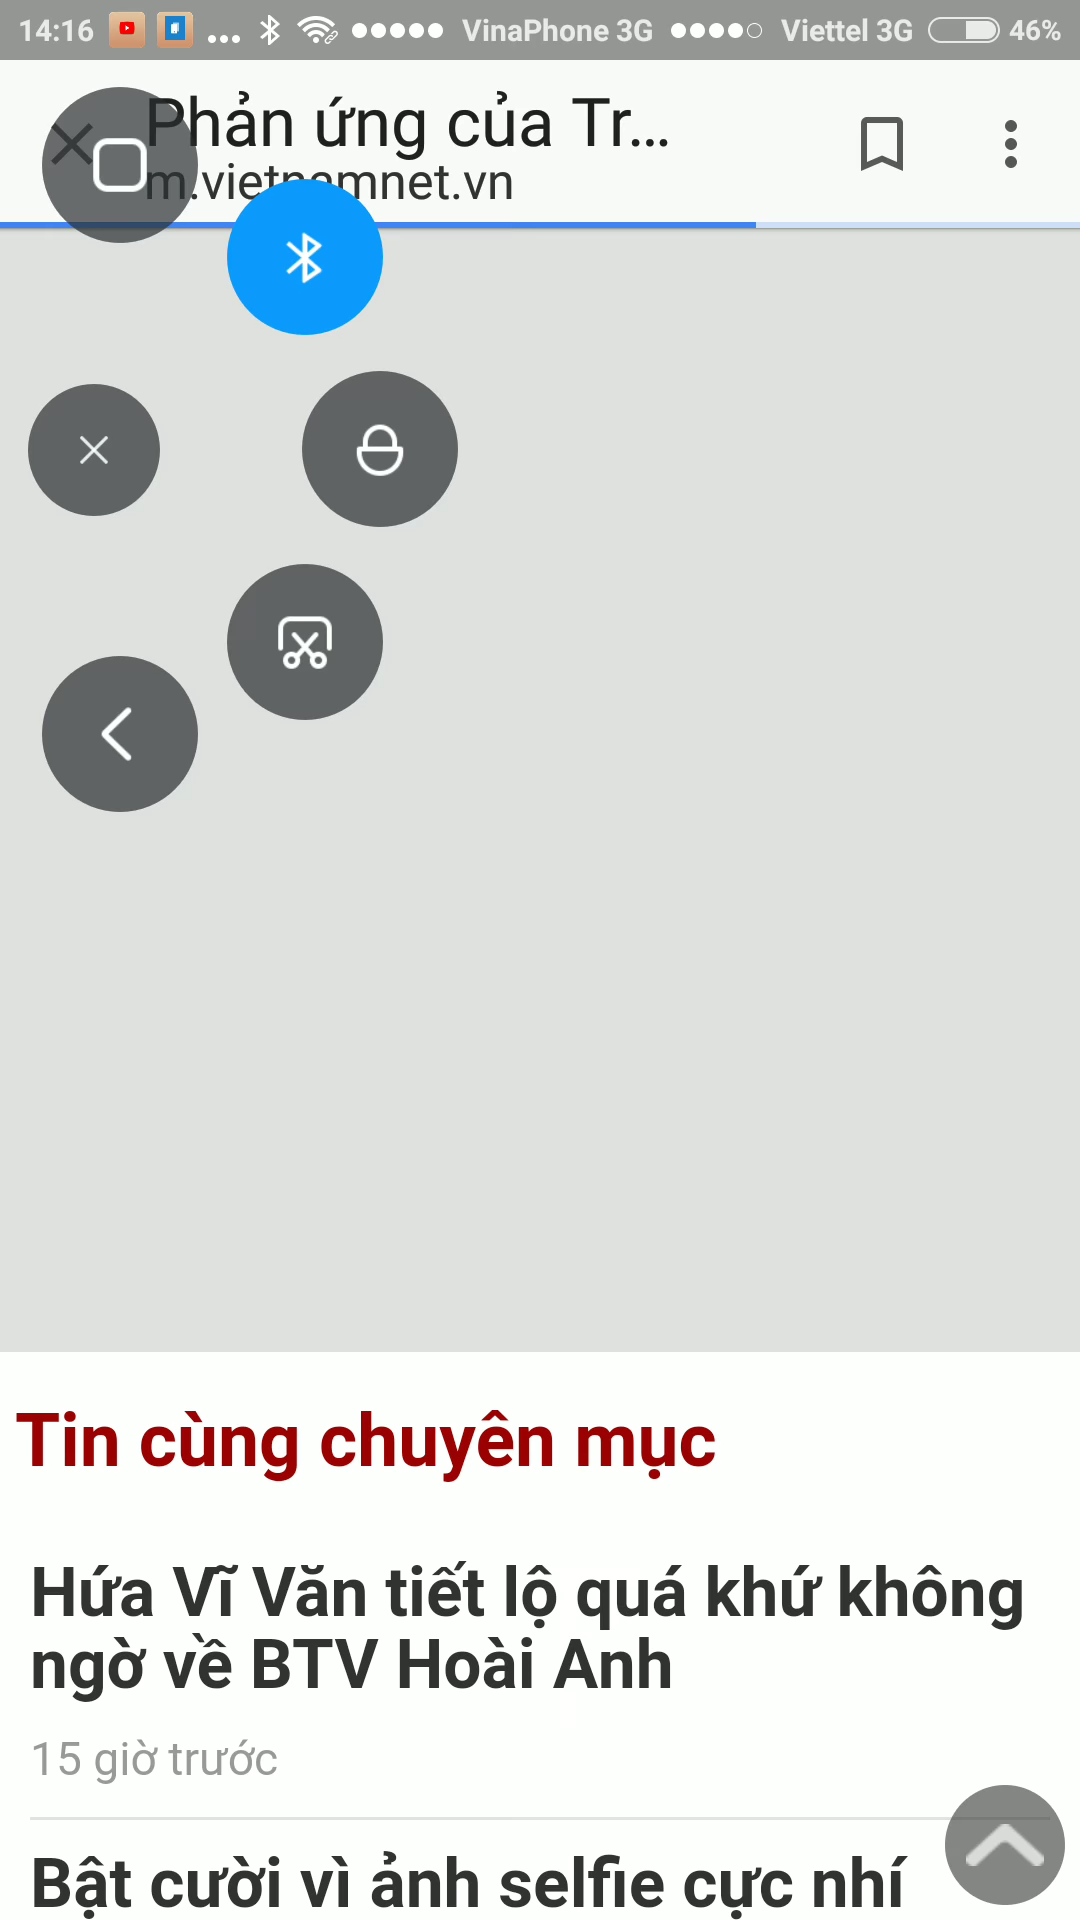 14:16 ... VinaPhone 3G Viettel 3G 46%
Phản ứng của Tr...
m.vietnamnet.vn
Tin cùng chuyên mục
Hứa Vĩ Văn tiết lộ quá khứ không
ngờ về BTV Hoài Anh
15 giờ trước
Bật cười vì ảnh selfie cực nhí